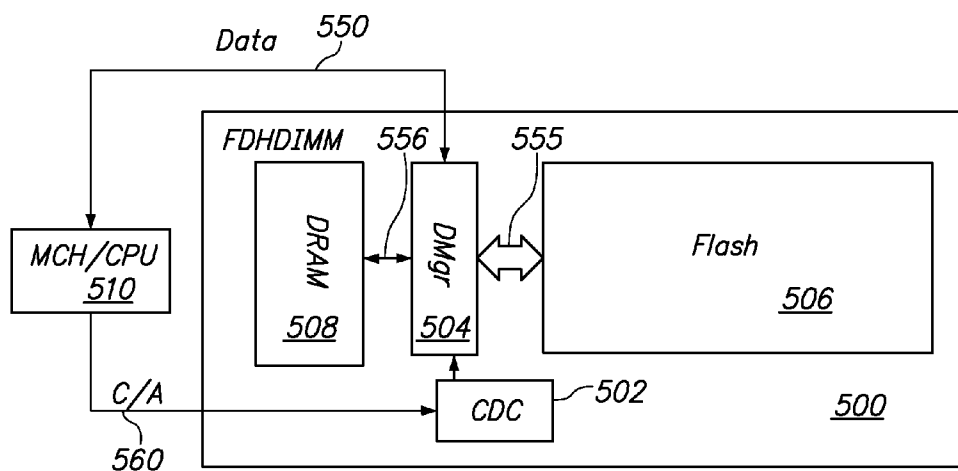 Data
550
FDHDIMM
556
555
DRAM
508
DMgr
504
Flash
506
MCH/CPU
510
C/A
560
CDC
502
500